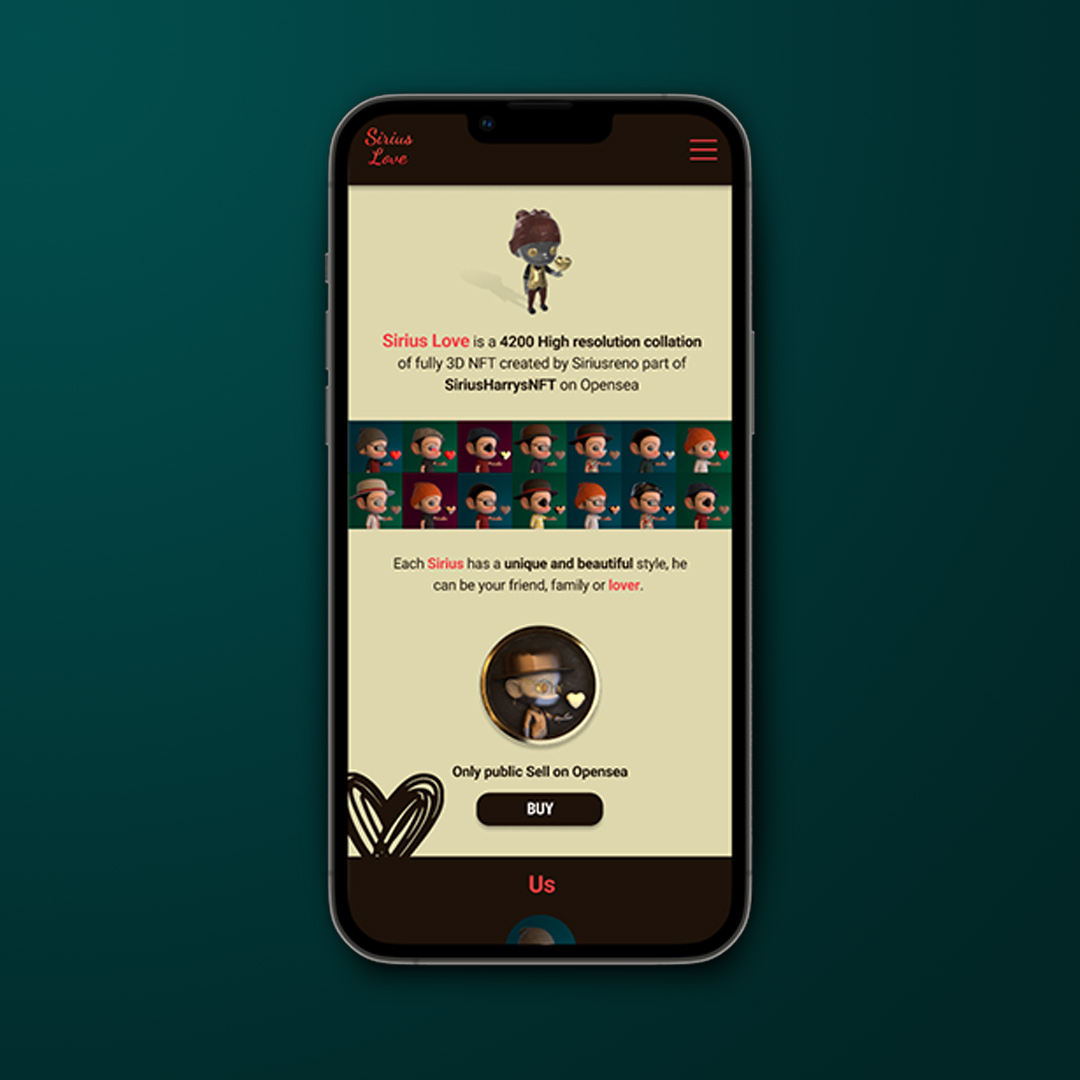 Sirius
Love
Sirius Love is a 4200 High resolution collation
of fully 3D NFT created by Siriusreno part of
SiriusHarrysNFT on Opensea
Each Sirius has a unique and beautiful style, he
can be your friend, family or lover.
Only public Sell on Opensea
BUY
Us